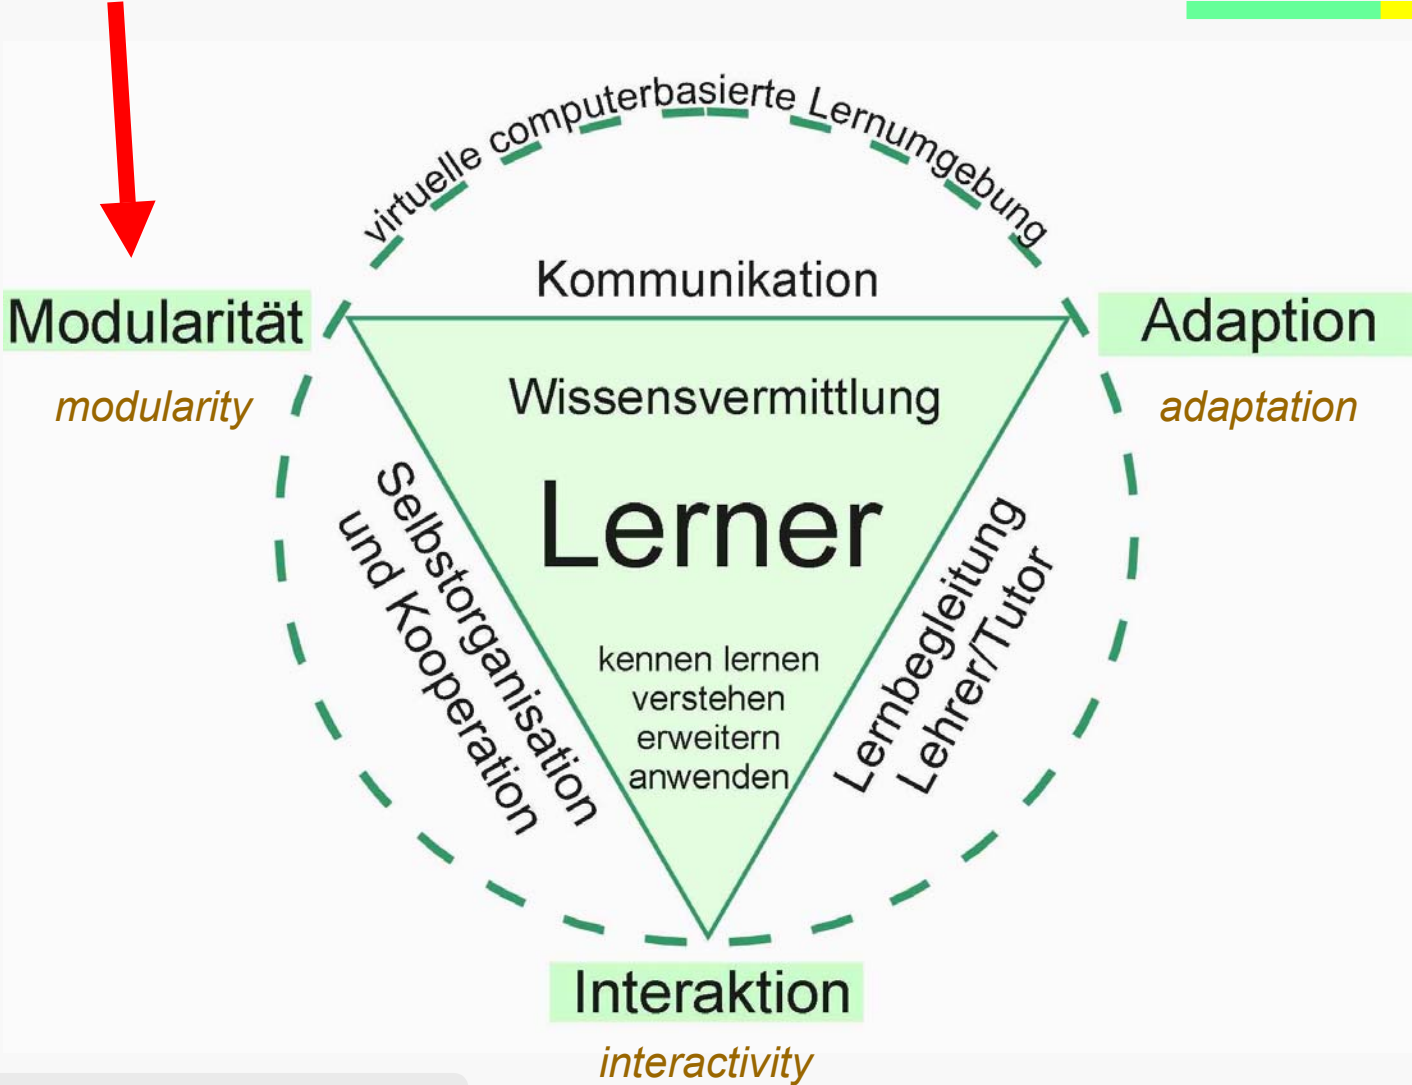 virtuelle computerbasierte Lernumgebung
Kommunikation
Modularität
Adaption
modularity
adaptation
Wissensvermittlung
Lerner
Selbstorganisation
und Kooperation
Lernbegleitung
Lehrer/Tutor
kennen lernen
verstehen
erweitern
anwenden
Interaktion
interactivity